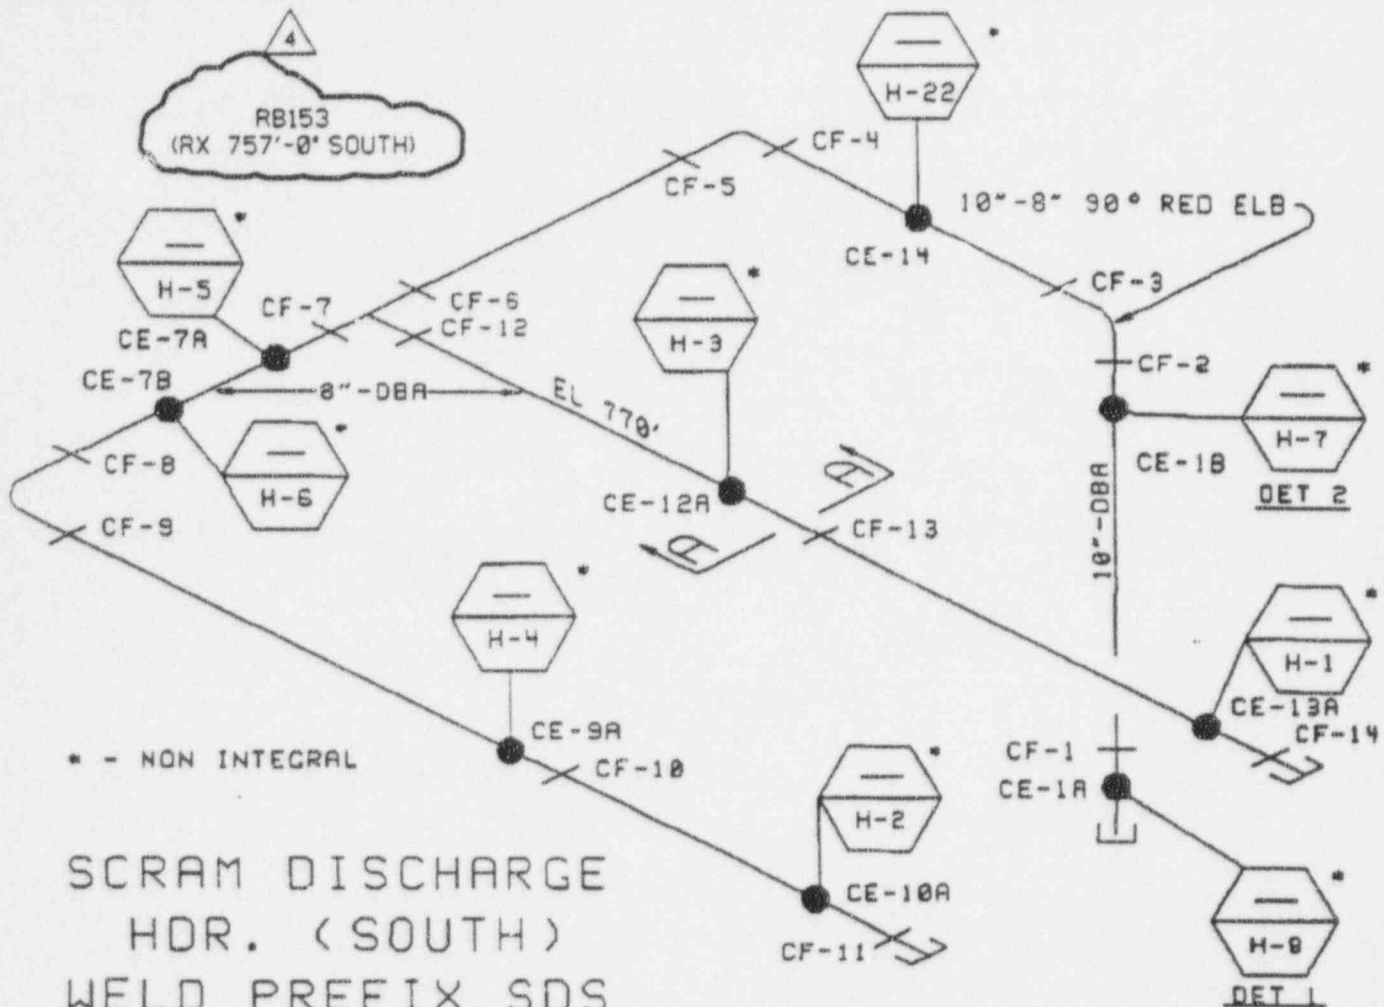 4
RB153
(RX 757'-0" SOUTH)
*
H-22
CF-4
CF-5
10"-8" 90° RED ELB
CE-14
*
H-5
CF-7
CF-6
CF-12
*
H-3
CF-3
CE-7A
CE-7B
8"-DBA
EL 770'
CF-2
*
H-7
CE-1B
DET 2
CF-8
*
H-6
CE-12A
A
A
CF-13
10"-DBA
CF-9
*
H-4
*
H-1
CE-13A
CF-14
CE-9A
CF-10
* - NON INTEGRAL
CF-1
CE-1A
*
H-2
CE-10A
CF-11
*
DET 1
SCRAM DISCHARGE
HDR. (SOUTH)
WELD PREFIX SDS